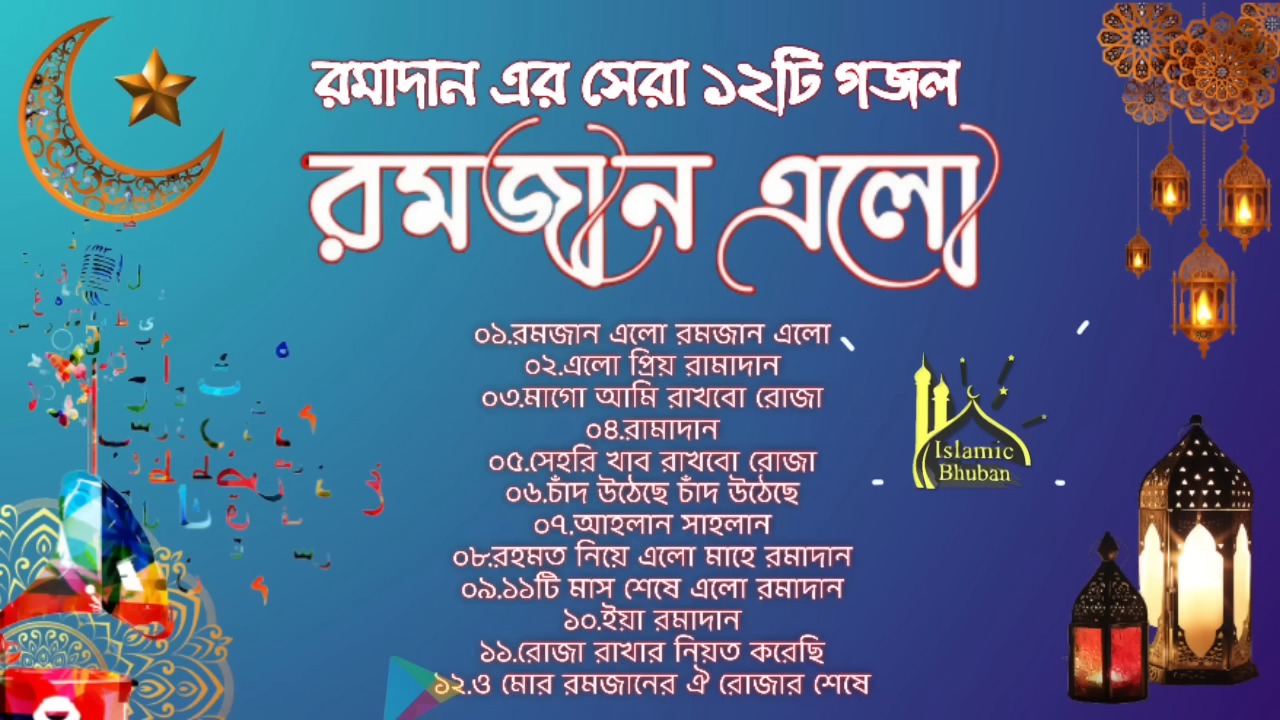 রমাদান এর সেরা ১২টি গজল
রমজান এলো
০১.রমজান এলো রমজান এলো
০২.এলো প্রিয় রামাদান
০৩.মাগো আমি রাখবো রোজা
০৪.রামাদান
০৫.সেহরি খাব রাখবো রোজা
০৬.চাঁদ উঠেছে চাঁদ উঠেছে
০৭.আহলান সাহলান
০৮.রহমত নিয়ে এলো মাহে রমাদান
০৯.১১টি মাস শেষে এলো রমাদান
১০.ইয়া রমাদান
১১.রোজা রাখার নিয়ত করেছি
১২.ও মোর রমজানের ঐ রোজার শেষে
Islamic
Bhuban